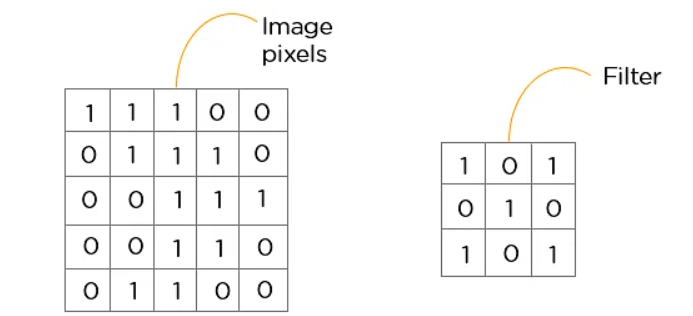 Image
pixels
Filter
1 1 1 0 0
0 1 1 1 0
0 0 1 1 1
0 0 1 1 0
0 1 1 0 0
1 0 1
0 1 0
1 0 1